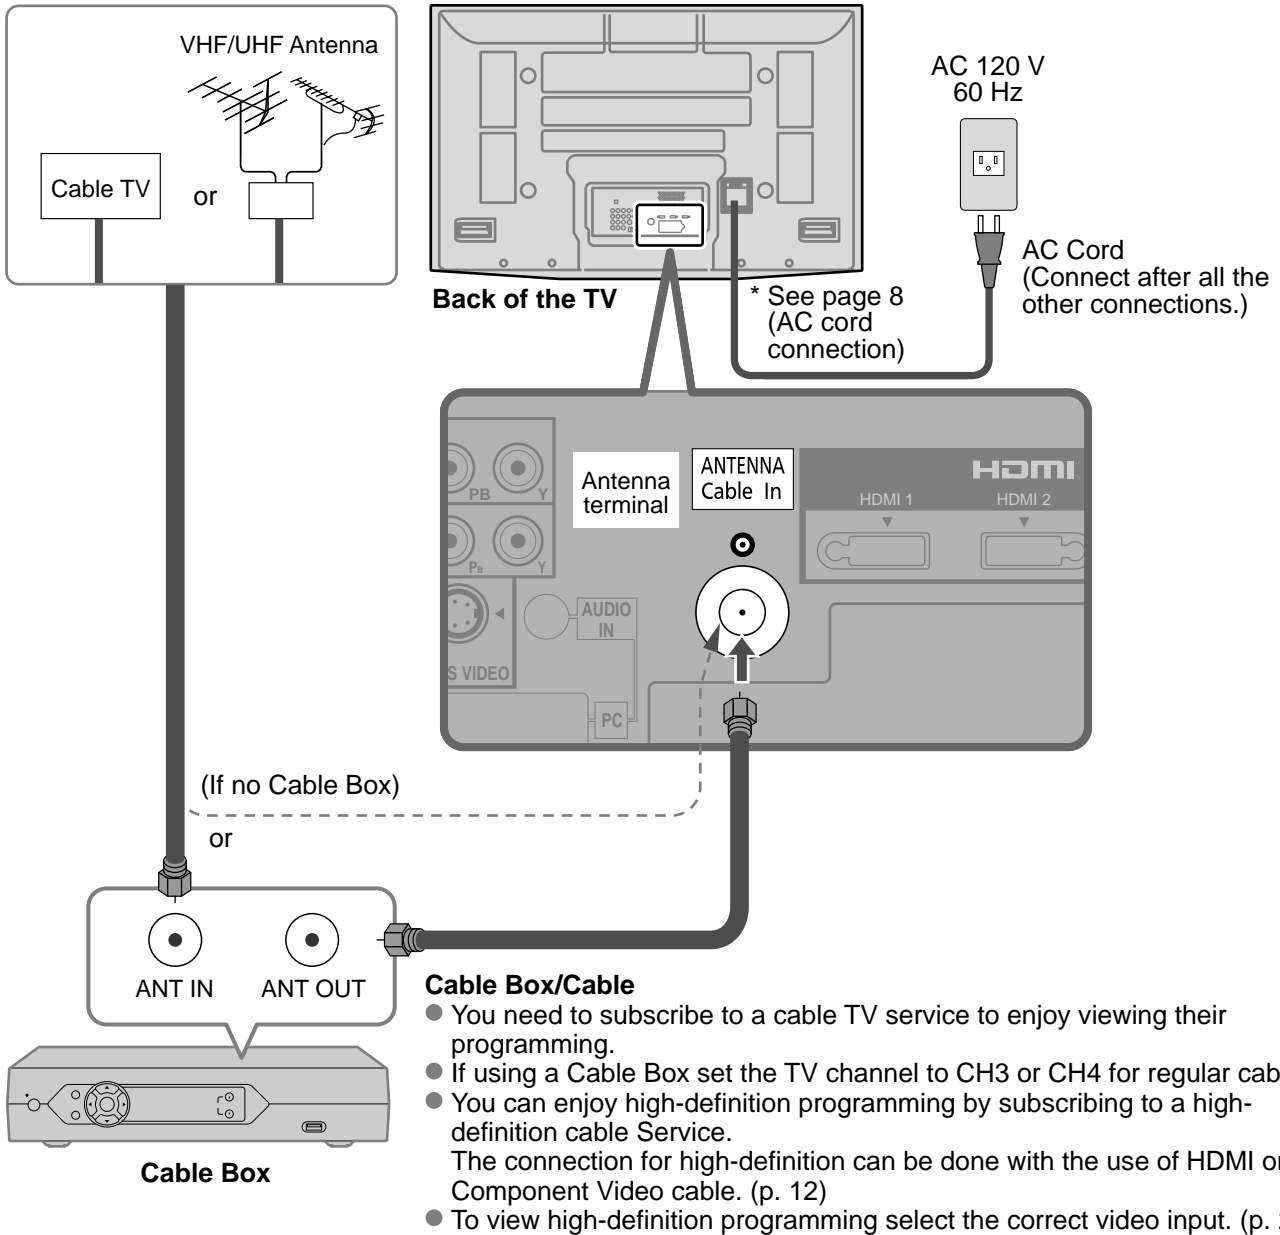 VHF/UHF Antenna
Cable TV
or
AC 120 V
60 Hz
AC Cord
(Connect after all the
other connections.)
Back of the TV
* See page 8
(AC cord
connection)
PB
Y
Antenna
terminal
ANTENNA
Cable In
HDMI
HDMI 1
HDMI 2
PB
Y
AUDIO
IN
S VIDEO
PC
(If no Cable Box)
or
ANT IN
ANT OUT
Cable Box
Cable Box/Cable
● You need to subscribe to a cable TV service to enjoy viewing their
programming.
● If using a Cable Box set the TV channel to CH3 or CH4 for regular
● You can enjoy high-definition programming by subscribing to a high-
definition cable Service.
The connection for high-definition can be done with the use of HDMI or
Component Video cable. (p. 12)
● To view high-definition programming select the correct video input. (p.